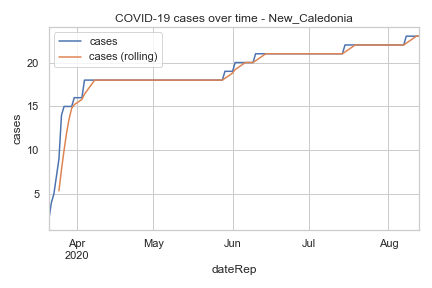 COVID-19 cases over time - New_Caledonia
cases
cases (rolling)
cases
20
15
10
5
Apr
2020
May
Jun
Jul
Aug
dateRep